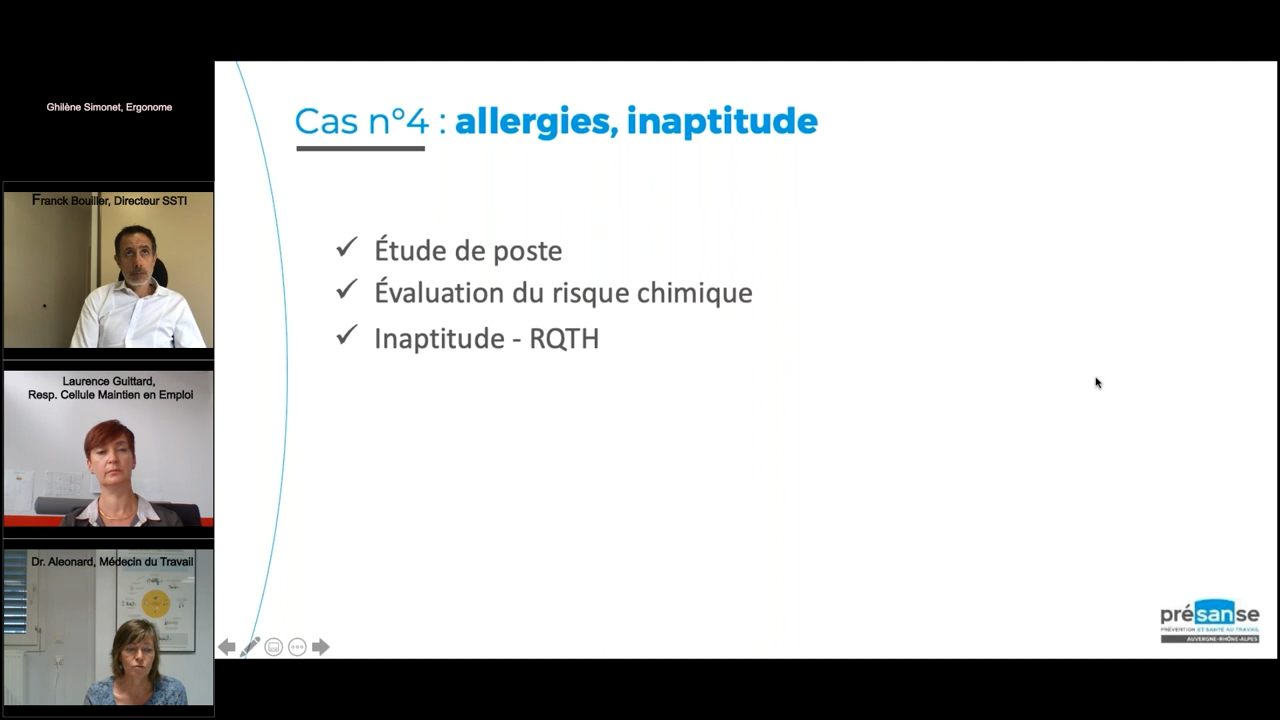 Ghilène Simonet, Ergonome
Franck Bouiller, Directeur SSTI
Laurence Guittard,
Resp. Cellule Maintien en Emploi
Dr. Aleonard, Médecin du Travail
Cas n°4 : allergies, inaptitude
✓ Étude de poste
✓ Évaluation du risque chimique
✓ Inaptitude - RQTH
présanse
PRÉVENTION ET SANTÉ AU TRAVAIL
AUVERGNE-RHÔNE-ALPES